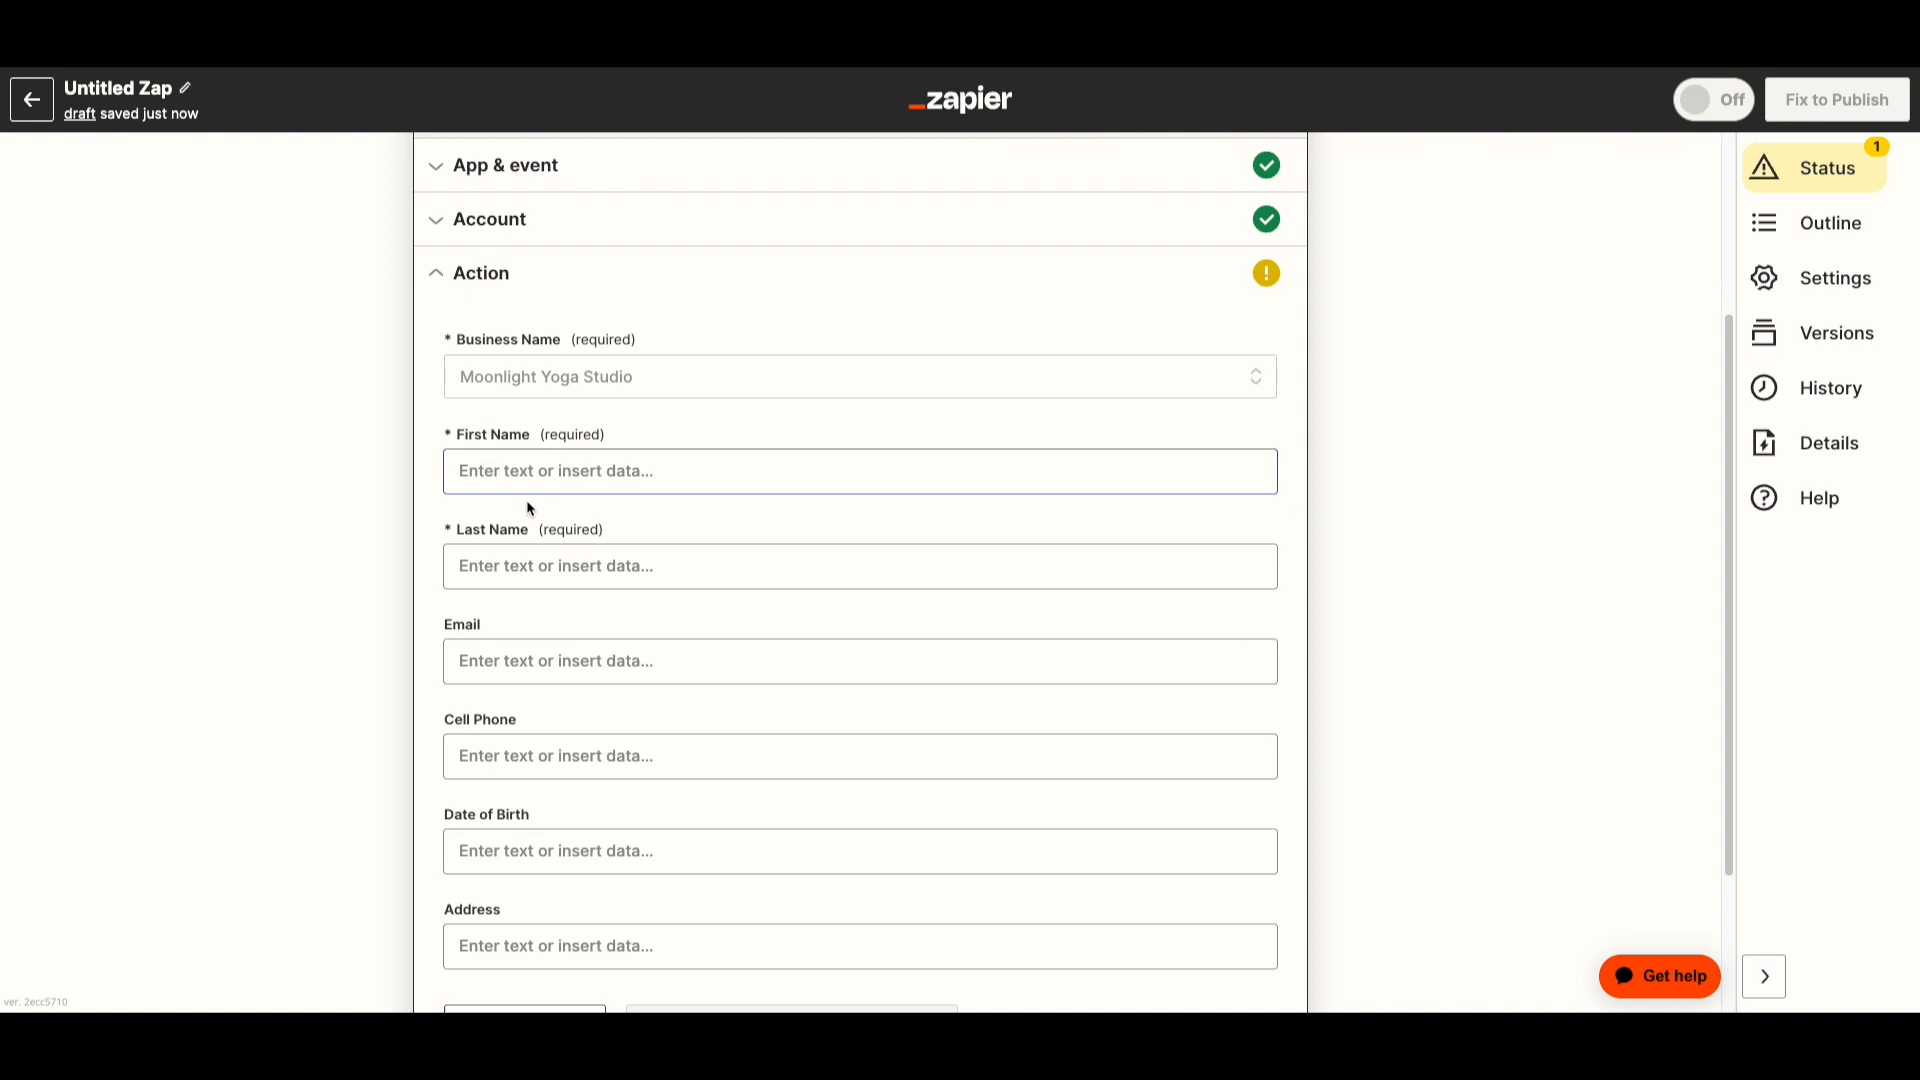 Untitled Zap
draft saved just now
zapier
Off
Fix to Publish
App & event
Account
Action
!
* Business Name (required)
Moonlight Yoga Studio
* First Name (required)
Enter text or insert data...
* Last Name (required)
Enter text or insert data...
Email
Enter text or insert data...
Cell Phone
Enter text or insert data...
Date of Birth
Enter text or insert data...
Address
Enter text or insert data...
1
Status
Outline
Settings
Versions
History
Details
Help
Get help
ver. 2ecc5710